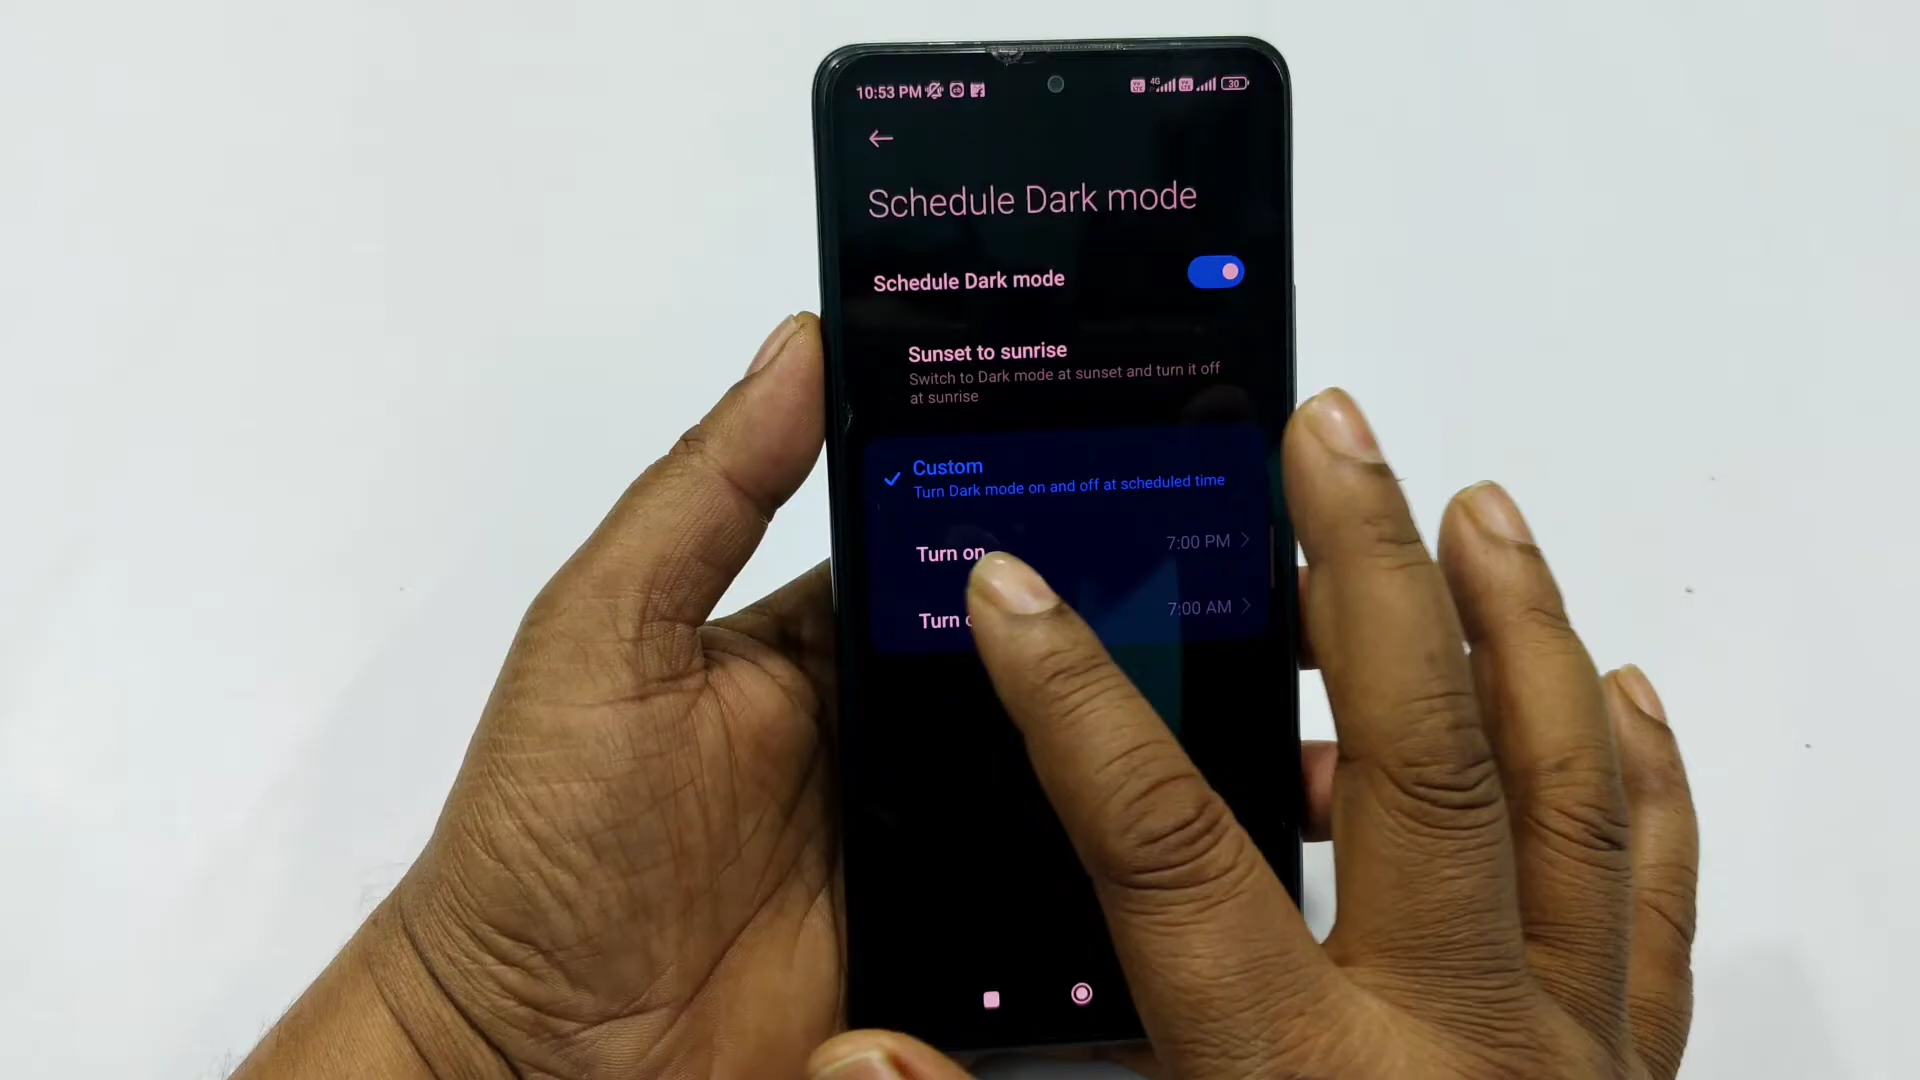 10:53 PM
4G
30
Schedule Dark mode
Schedule Dark mode
Sunset to sunrise
Switch to Dark mode at sunset and turn it off
at sunrise
Custom
Turn Dark mode on and off at scheduled time
Turn on 7:00 PM
Turn 7:00 AM